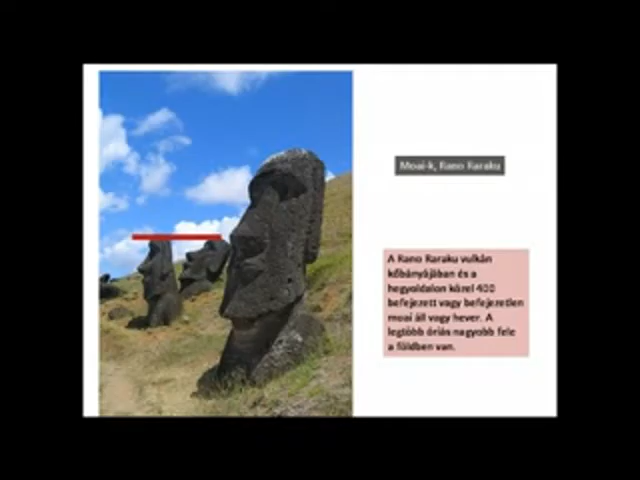 Moai-k, Rano Raraku
A Rano Raraku vulkán
kőbányájában és a
hegyoldalon közel 400
befejezett vagy befejezetlen
moai áll vagy hever. A
legtöbb óriás nagyobb fele
a földben van.